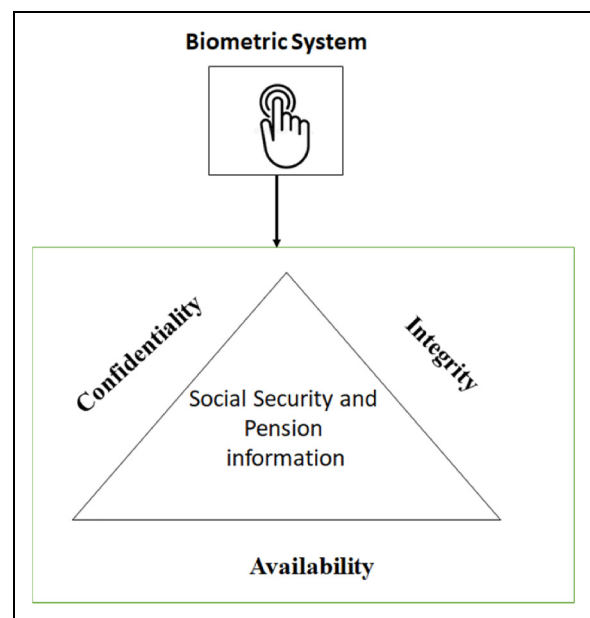 Biometric System
Confidentiality
Integrity
Social Security and
Pension
information
Availability